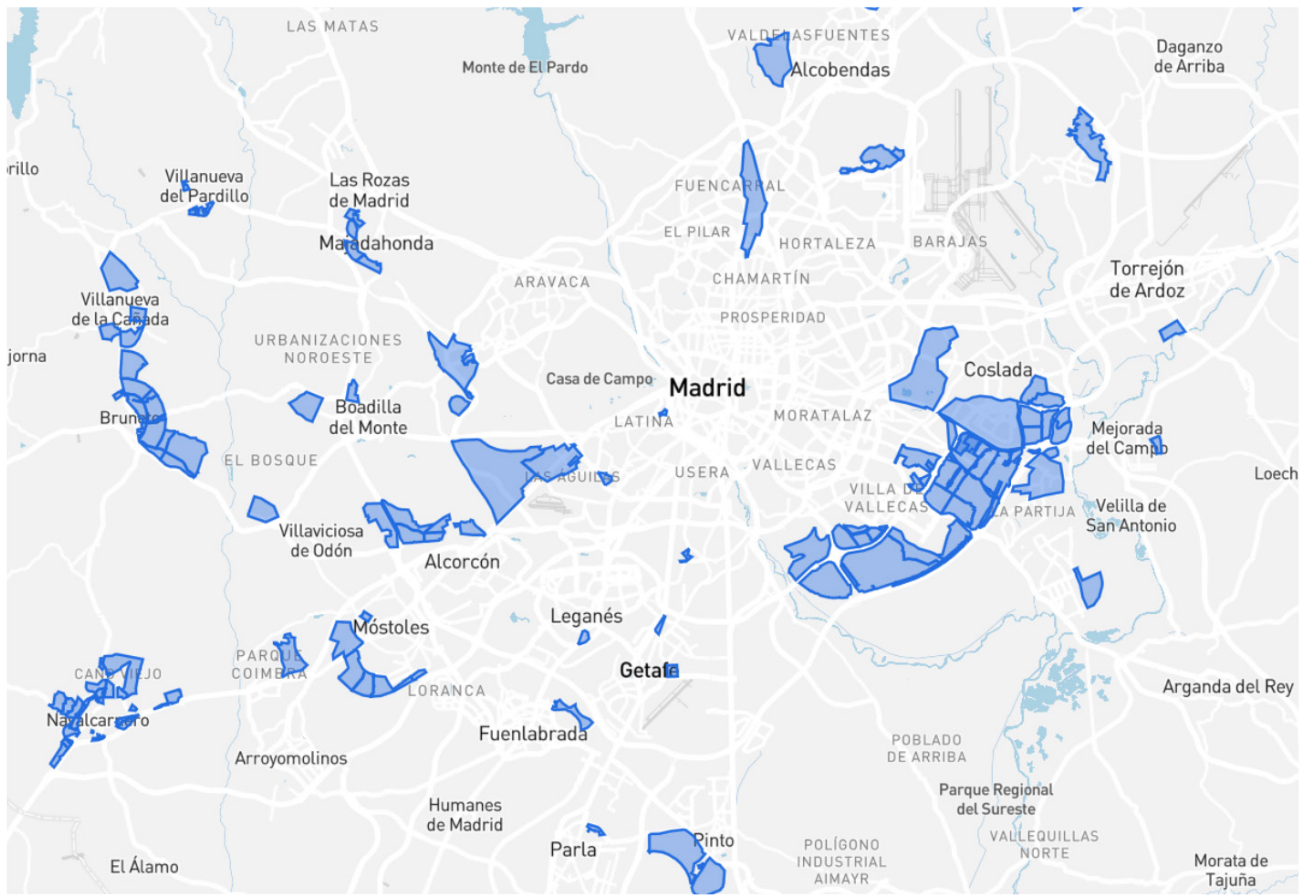 LAS MATAS
Monte de El Pardo
VALDELASFUENTES
Alcobendas
Daganzo
de Arriba
rillo
Villanueva
del Pardillo
Las Rozas
de Madrid
Majadahonda
FUENCARRAL
EL PILAR
HORTALEZA
BARAJAS
CHAMARTÍN
ARAVACA
PROSPERIDAD
Torrejón
de Ardoz
Villanueva
de la Cañada
URBANIZACIONES
NOROESTE
jorna
Casa de Campo
Madrid
Coslada
Boadilla
del Monte
LATINA
MORATALAZ
Brunete
EL BOSQUE
LAS ÁGUILAS
USERA
VALLECAS
VILLA DE
VALLECAS
Mejorada
del Campo
Loech
LA PARTIJA
Velilla de
San Antonio
Villaviciosa
de Odón
Alcorcón
Leganés
Móstoles
PARQUE
COIMBRA
LORANCA
Getafe
CANO VIEJO
Navalcarnero
Arganda del Rey
Fuenlabrada
Arroyomolinos
POBLADO
DE ARRIBA
Parque Regional
del Sureste
Humanes
de Madrid
Parla
Pinto
POLÍGONO
INDUSTRIAL
AIMAYR
VALLEQUILLAS
NORTE
El Álamo
Morata de
Tajuña